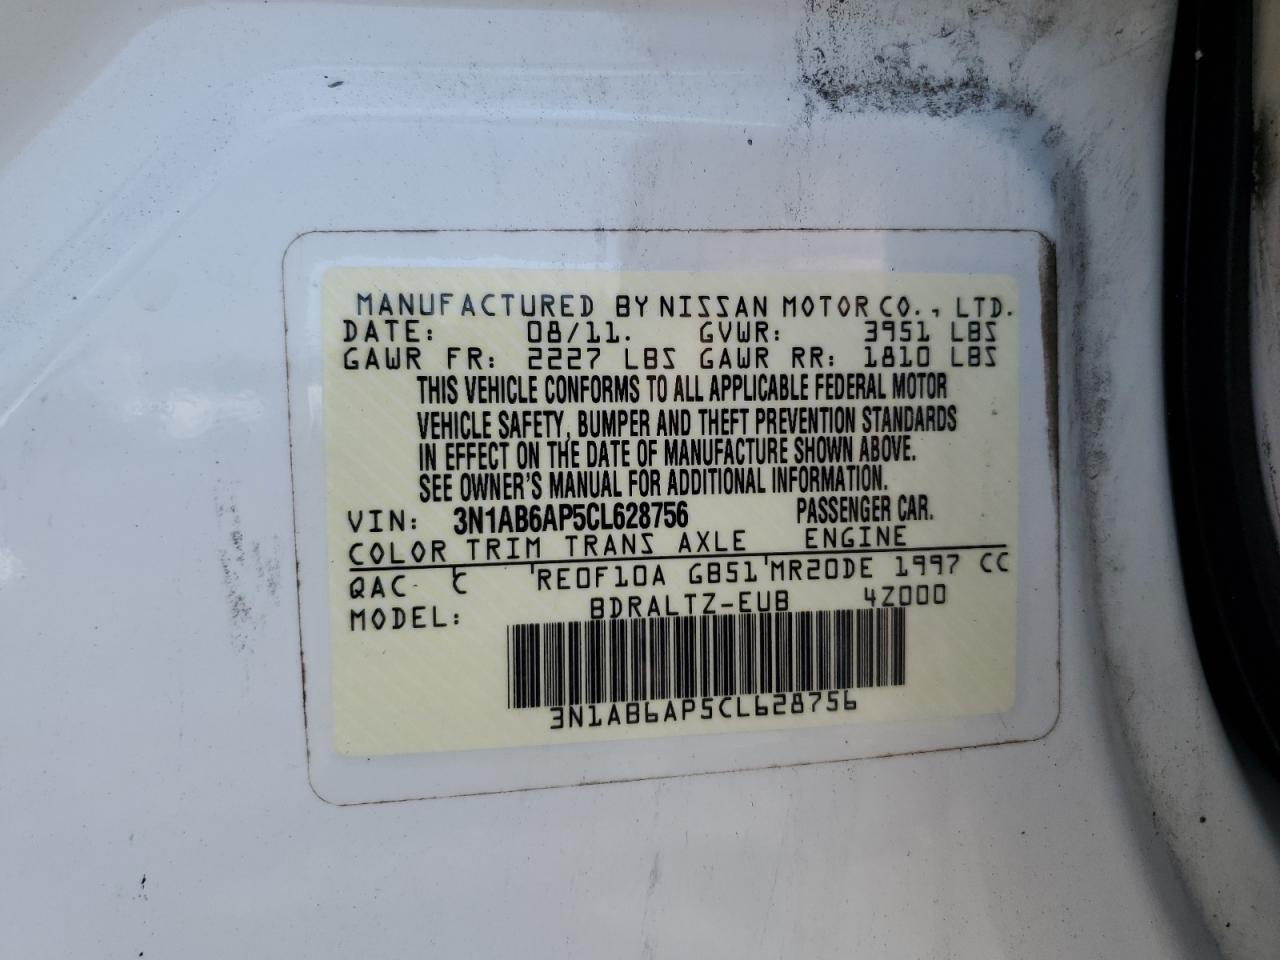 MANUFACTURED BY NISSAN MOTOR CO., LTD.
DATE: 08/11. GVWR: 3951 LBS
GAWR FR: 2227 LBS GAWR RR: 1810 LBS
THIS VEHICLE CONFORMS TO ALL APPLICABLE FEDERAL MOTOR
VEHICLE SAFETY, BUMPER AND THEFT PREVENTION STANDARDS
IN EFFECT ON THE DATE OF MANUFACTURE SHOWN ABOVE.
SEE OWNER'S MANUAL FOR ADDITIONAL INFORMATION.
VIN: 3N1AB6AP5CL628756 PASSENGER CAR.
COLOR TRIM TRANS AXLE ENGINE
QAC C RE0F10A GB51 MR20DE 1997 CC
MODEL: BDRALTZ-EUB 4Z000
3N1AB6AP5CL628756